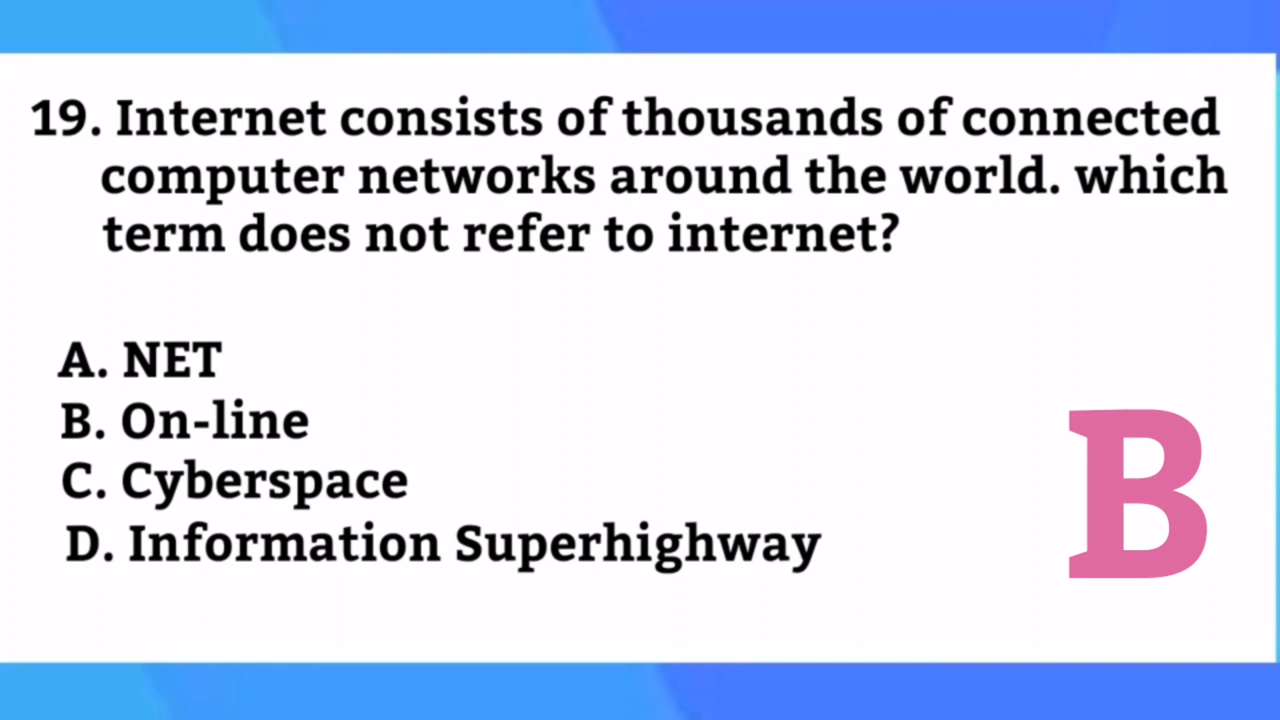 19. Internet consists of thousands of connected
computer networks around the world. which
term does not refer to internet?
A. NET
B. On-line
C. Cyberspace
D. Information Superhighway
B